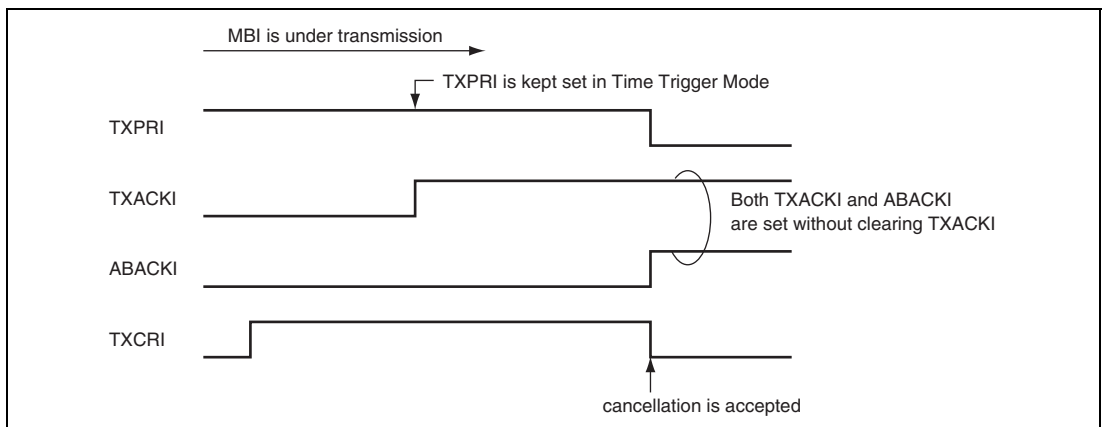 MBI is under transmission
TXPRI is kept set in Time Trigger Mode
TXPRI
TXACKI
Both TXACKI and ABACKI
are set without clearing TXACKI
ABACKI
TXCRI
cancellation is accepted